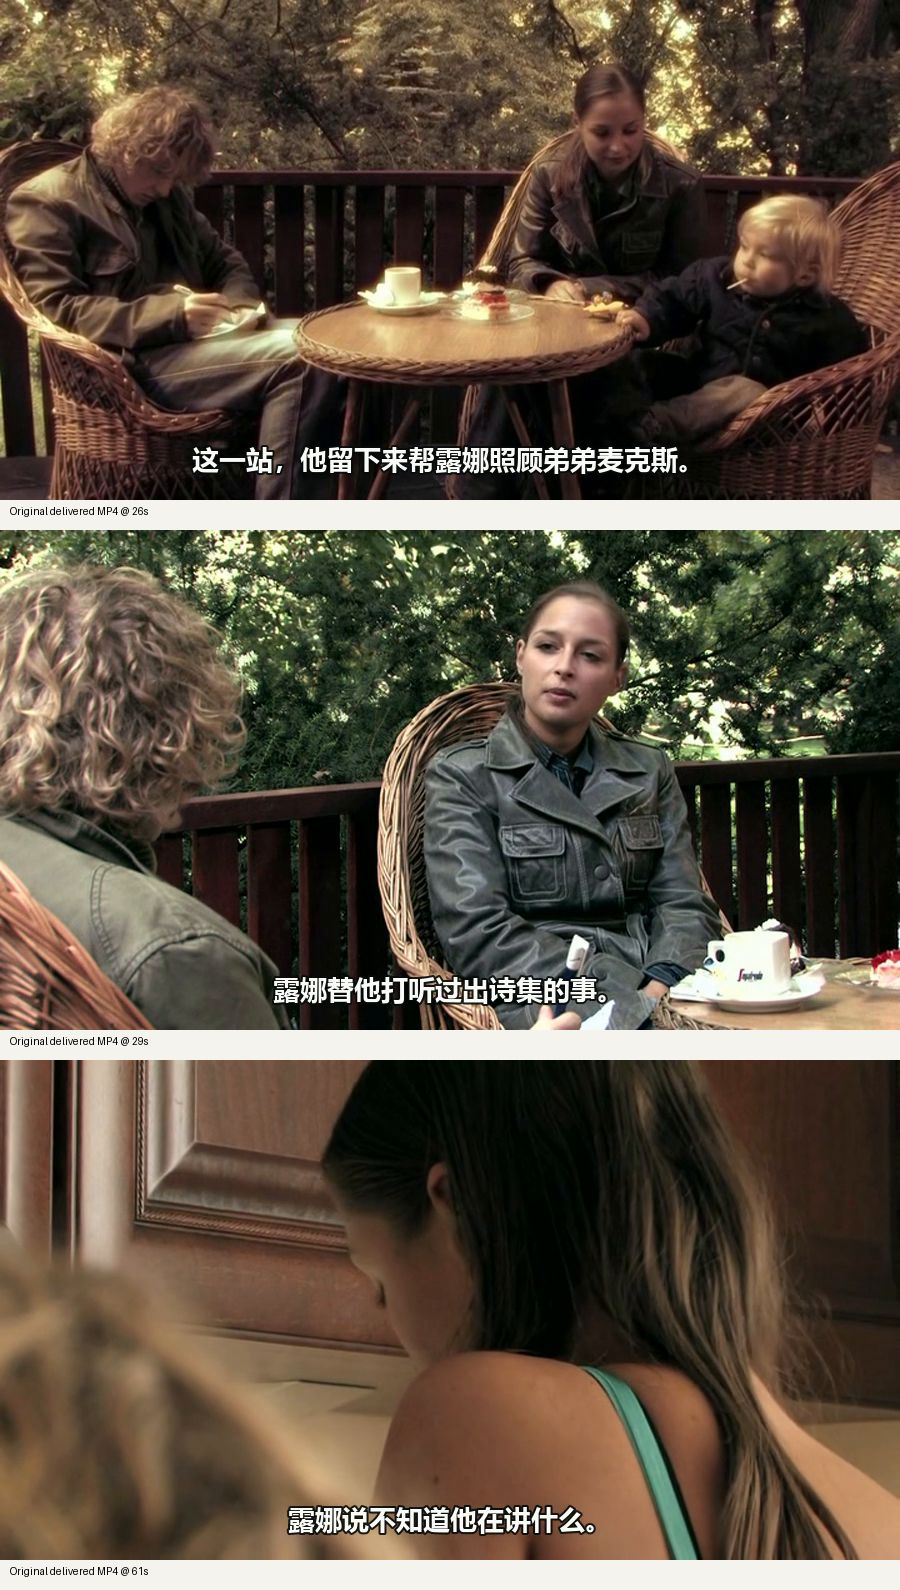 这一站，他留下来帮露娜照顾弟弟麦克斯。
Original delivered MP4 @ 26s
露娜替他打听过出诗集的事。
Original delivered MP4 @ 29s
露娜说不知道他在讲什么。
Original delivered MP4 @ 61s